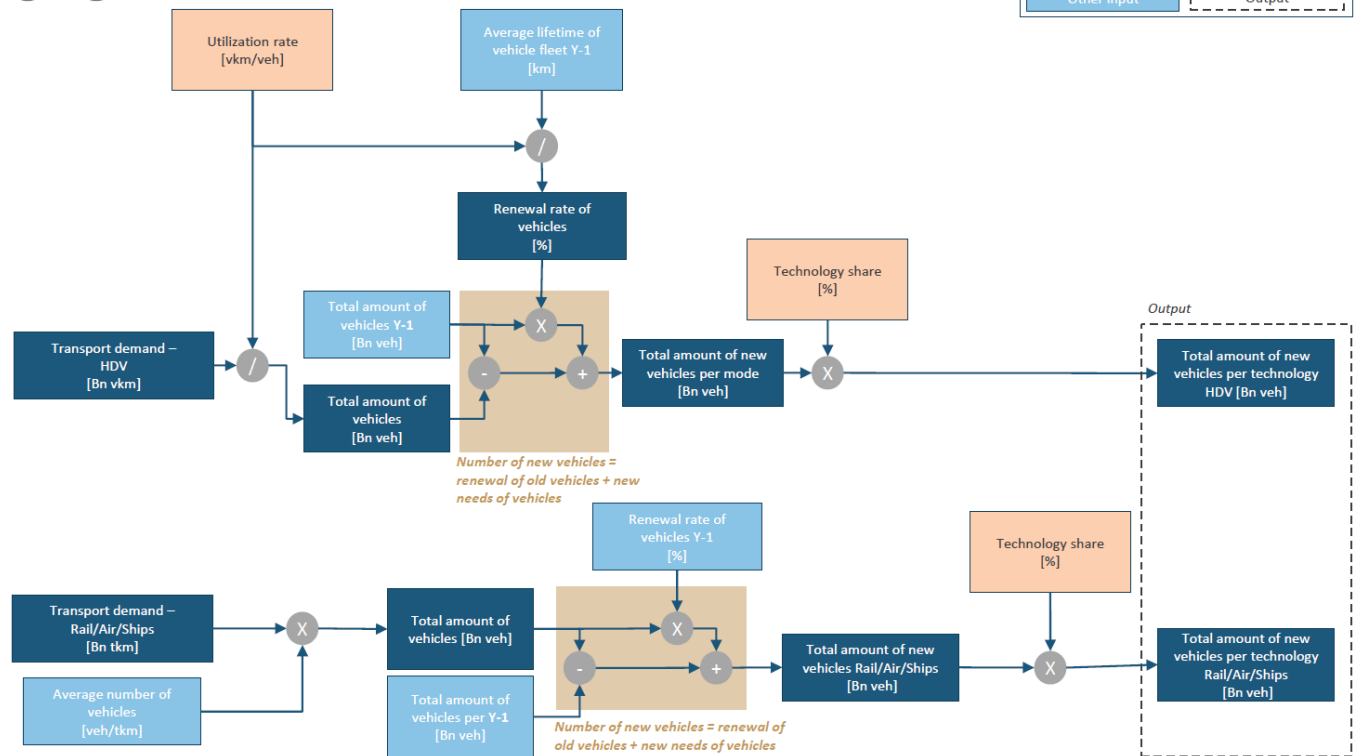 Other Input
Output
Utilization rate
[vkm/veh]
Average lifetime of
vehicle fleet Y-1
[km]
/
Renewal rate of
vehicles
[%]
Technology share
[%]
Total amount of
vehicles Y-1
[Bn veh]
X
Output
Transport demand –
HDV
[Bn vkm]
/
-
+
Total amount of new
vehicles per mode
[Bn veh]
X
Total amount of new
vehicles per technology
HDV [Bn veh]
Total amount of
vehicles
[Bn veh]
Number of new vehicles =
renewal of old vehicles + new
needs of vehicles
Renewal rate of
vehicles Y-1
[%]
Technology share
[%]
Transport demand –
Rail/Air/Ships
[Bn tkm]
X
Total amount of
vehicles [Bn veh]
X
-
+
Total amount of new
vehicles Rail/Air/Ships
[Bn veh]
X
Total amount of new
vehicles per technology
Rail/Air/Ships
[Bn veh]
Average number of
vehicles
[veh/tkm]
Total amount of
vehicles per Y-1
[Bn veh]
Number of new vehicles = renewal of
old vehicles + new needs of vehicles